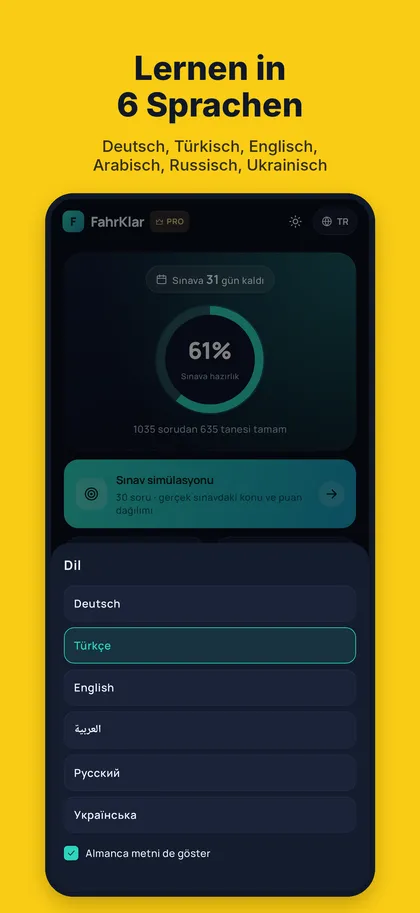 Lernen in
6 Sprachen
Deutsch, Türkisch, Englisch,
Arabisch, Russisch, Ukrainisch
F FahrKlar PRO TR
Sınava 31 gün kaldı
61%
Sınava hazırlık
1035 sorudan 635 tanesi tamam
Sınav simülasyonu
30 soru · gerçek sınavdaki konu ve puan
dağılımı
Dil
Deutsch
Türkçe
English
العربية
Русский
Українська
Almanca metni de göster